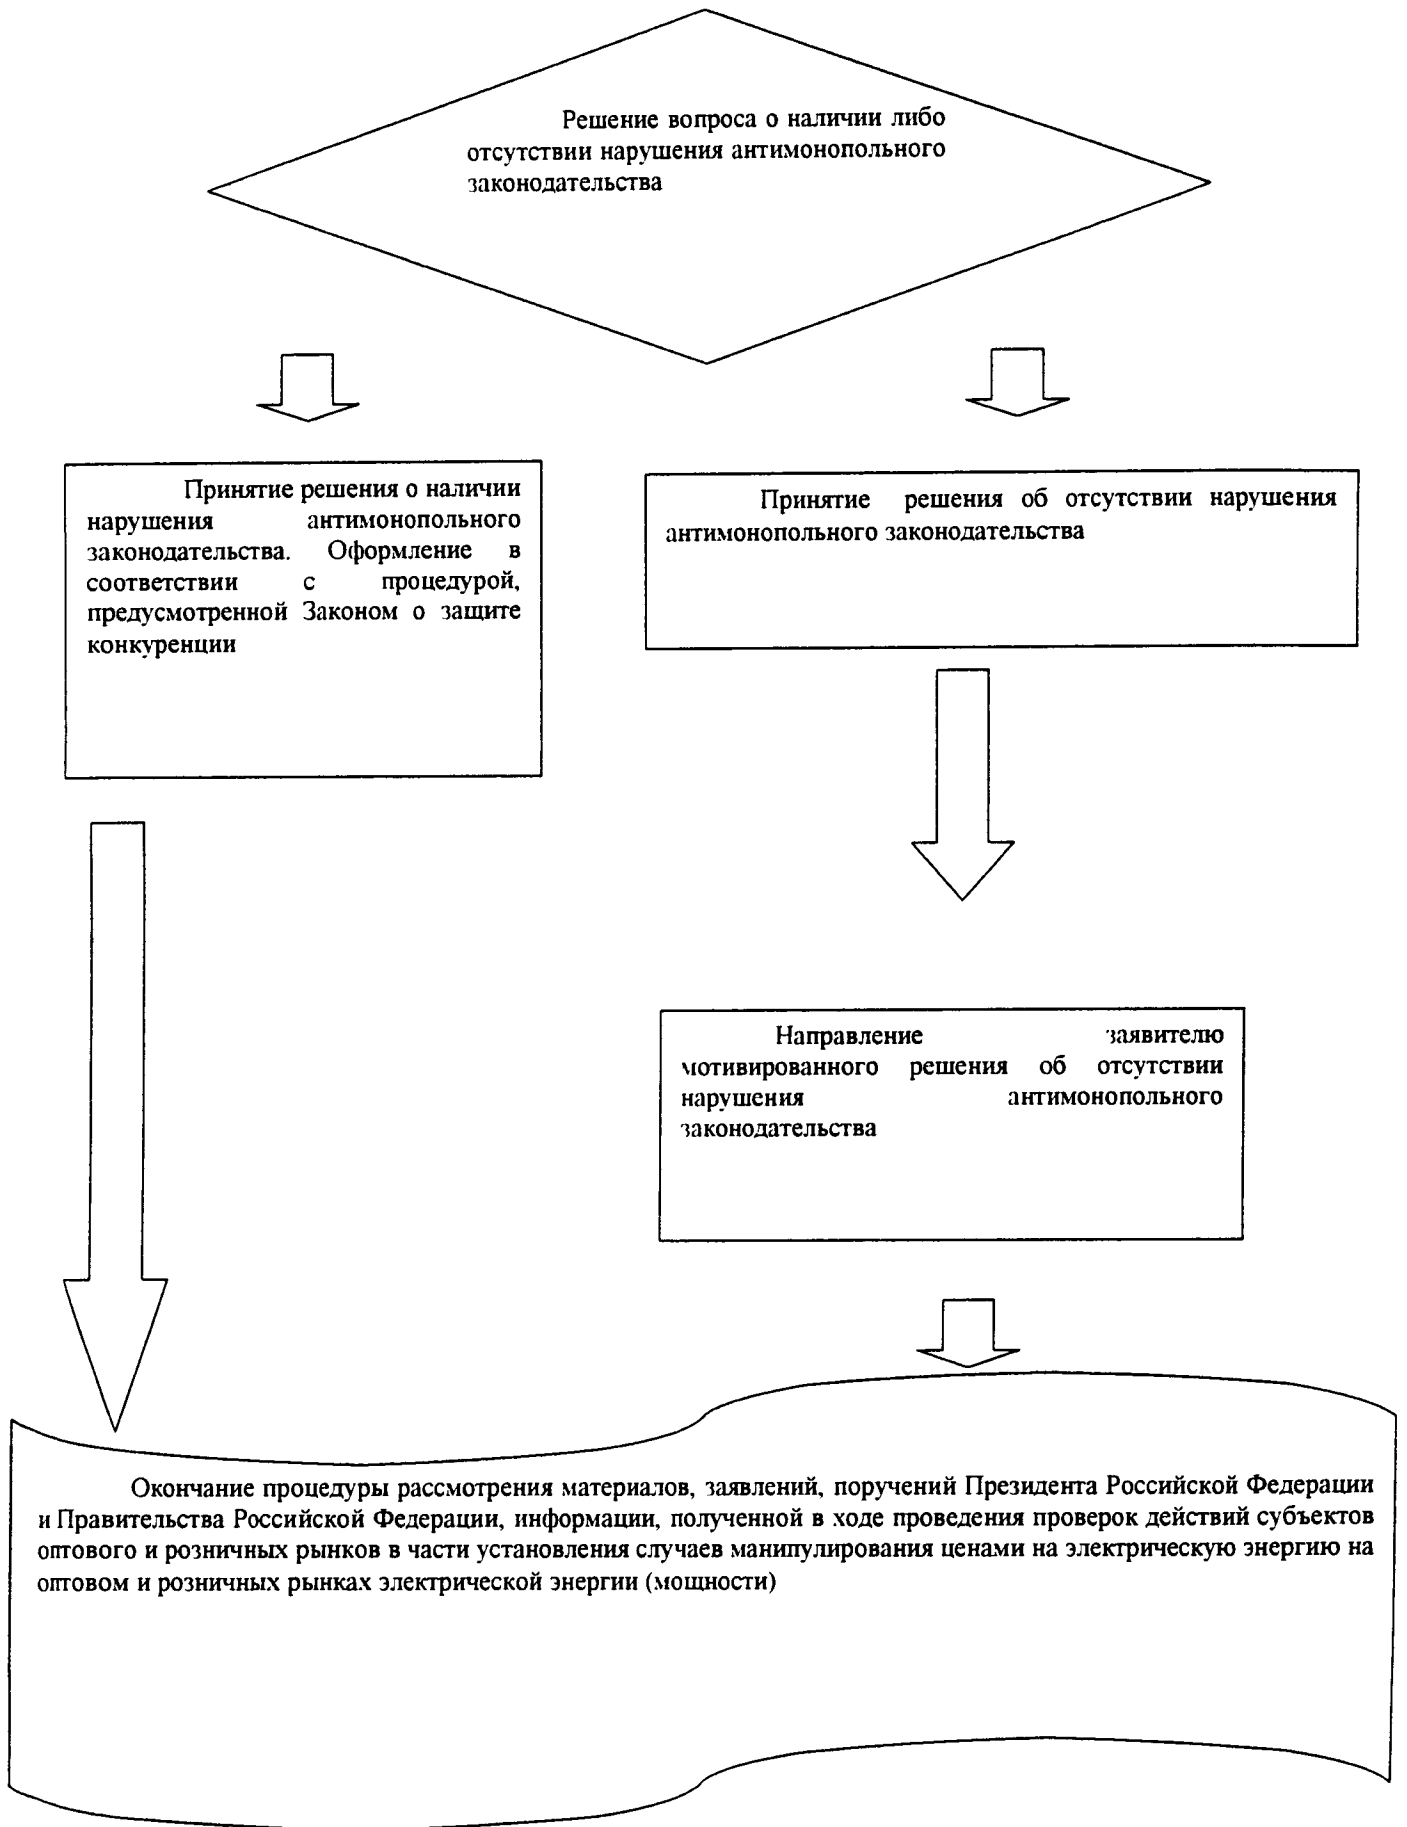 Решение вопроса о наличии либо
отсутствии нарушения антимонопольного
законодательства
Принятие решения о наличии
нарушения антимонопольного
законодательства. Оформление в
соответствии с процедурой,
предусмотренной Законом о защите
конкуренции
Принятие решения об отсутствии нарушения
антимонопольного законодательства
Направление заявителю
мотивированного решения об отсутствии
нарушения антимонопольного
законодательства
Окончание процедуры рассмотрения материалов, заявлений, поручений Президента Российской Федерации
и Правительства Российской Федерации, информации, полученной в ходе проведения проверок действий субъектов
оптового и розничных рынков в части установления случаев манипулирования ценами на электрическую энергию на
оптовом и розничных рынках электрической энергии (мощности)